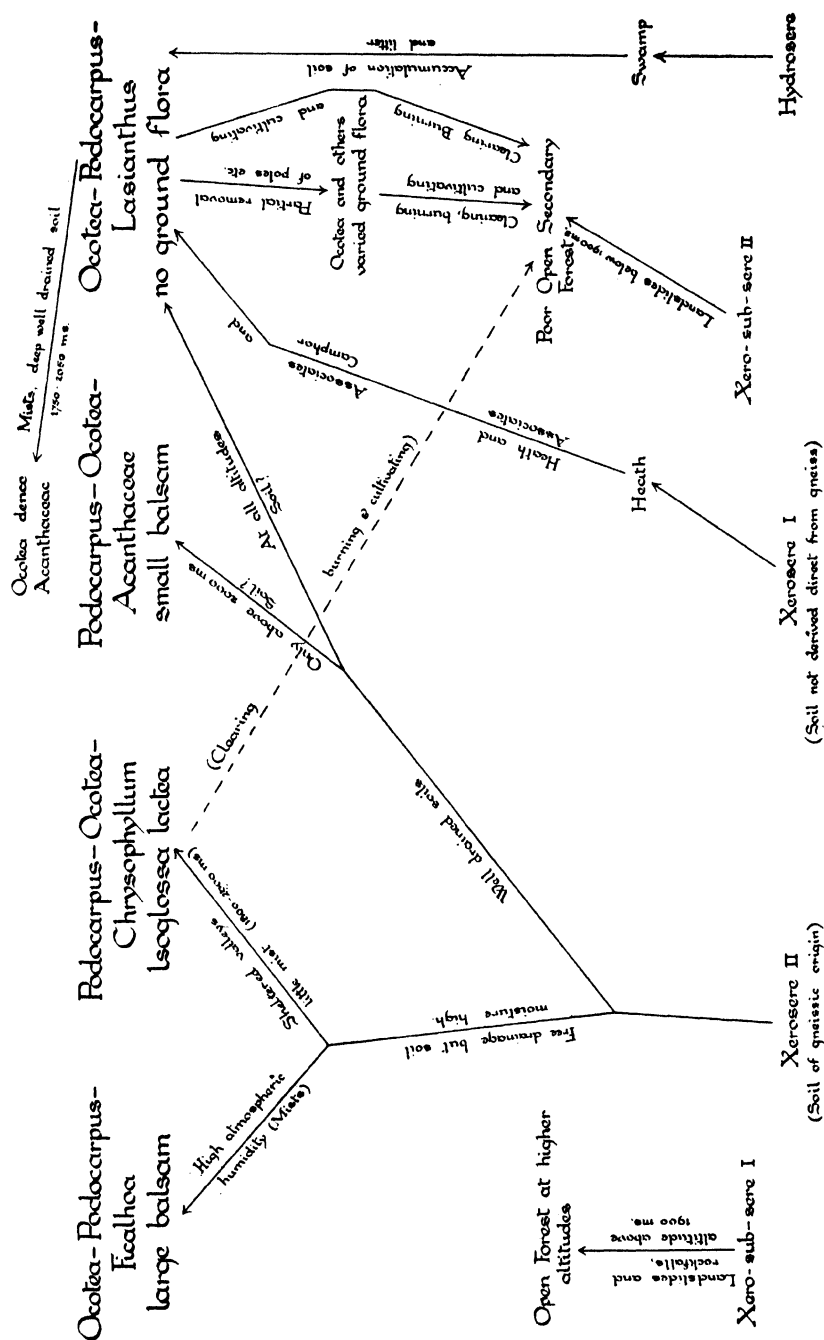 Ocotea dence
Acanthaceae
Mists, deep well drained soil
1750-2050 ms.
Ocotea-Podocarpus-
Ficalhoa
large balsam
Podocarpus-Ocotea-
Chrysophyllum
Isoglossa lactea
Podocarpus-Ocotea-
Acanthaceae
small balsam
Ocotea-Podocarpus-
Lasianthus
no ground flora
High atmospheric
humidity (Mists)
Sheltered valleys
little mist (1800-2000 ms)
(Clearing
burning & cultivating)
Only above 2000 ms
Soil?
At all altitudes
Soil?
and
Camphor
Associates
Heath and
Associates
Heath
Partial removal
of poles etc.
Ocotea and others
varied ground flora
Clearing, burning
and cultivating
Clearing Burning
and cultivating
Accumulation of soil
and litter
Swamp
Hydrosere
Free drainage but soil
moisture high.
Well drained soils
Poor Open Secondary
Forest
Landslides below 1900 ms.
Xero-sub-sere II
Open Forest at higher
altitudes
Landslides and
rockfalls,
altitude above
1900 ms.
Xero-sub-sere I
Xerosere II
(Soil of gneissic origin)
Xerosere I
(Soil not derived direct from gneiss)